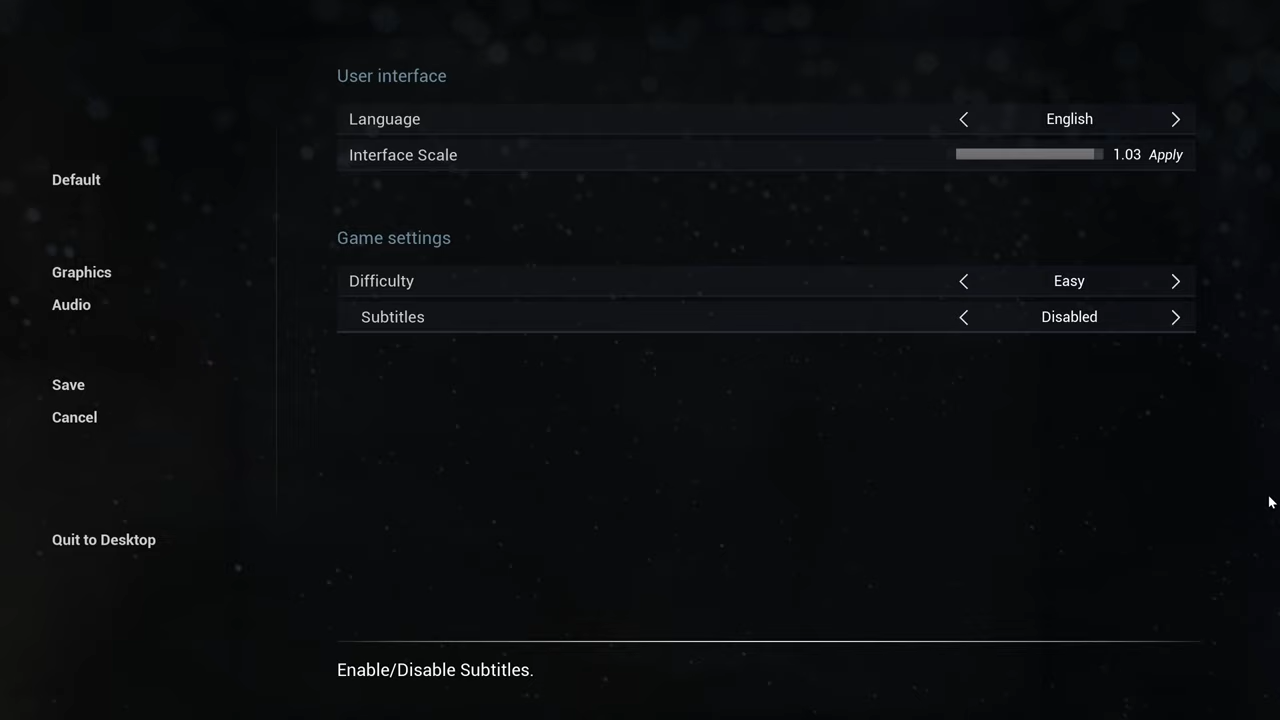 User interface
Language English
Interface Scale 1.03 Apply
Default
Game settings
Graphics
Difficulty Easy
Audio
Subtitles Disabled
Save
Cancel
Quit to Desktop
Enable/Disable Subtitles.